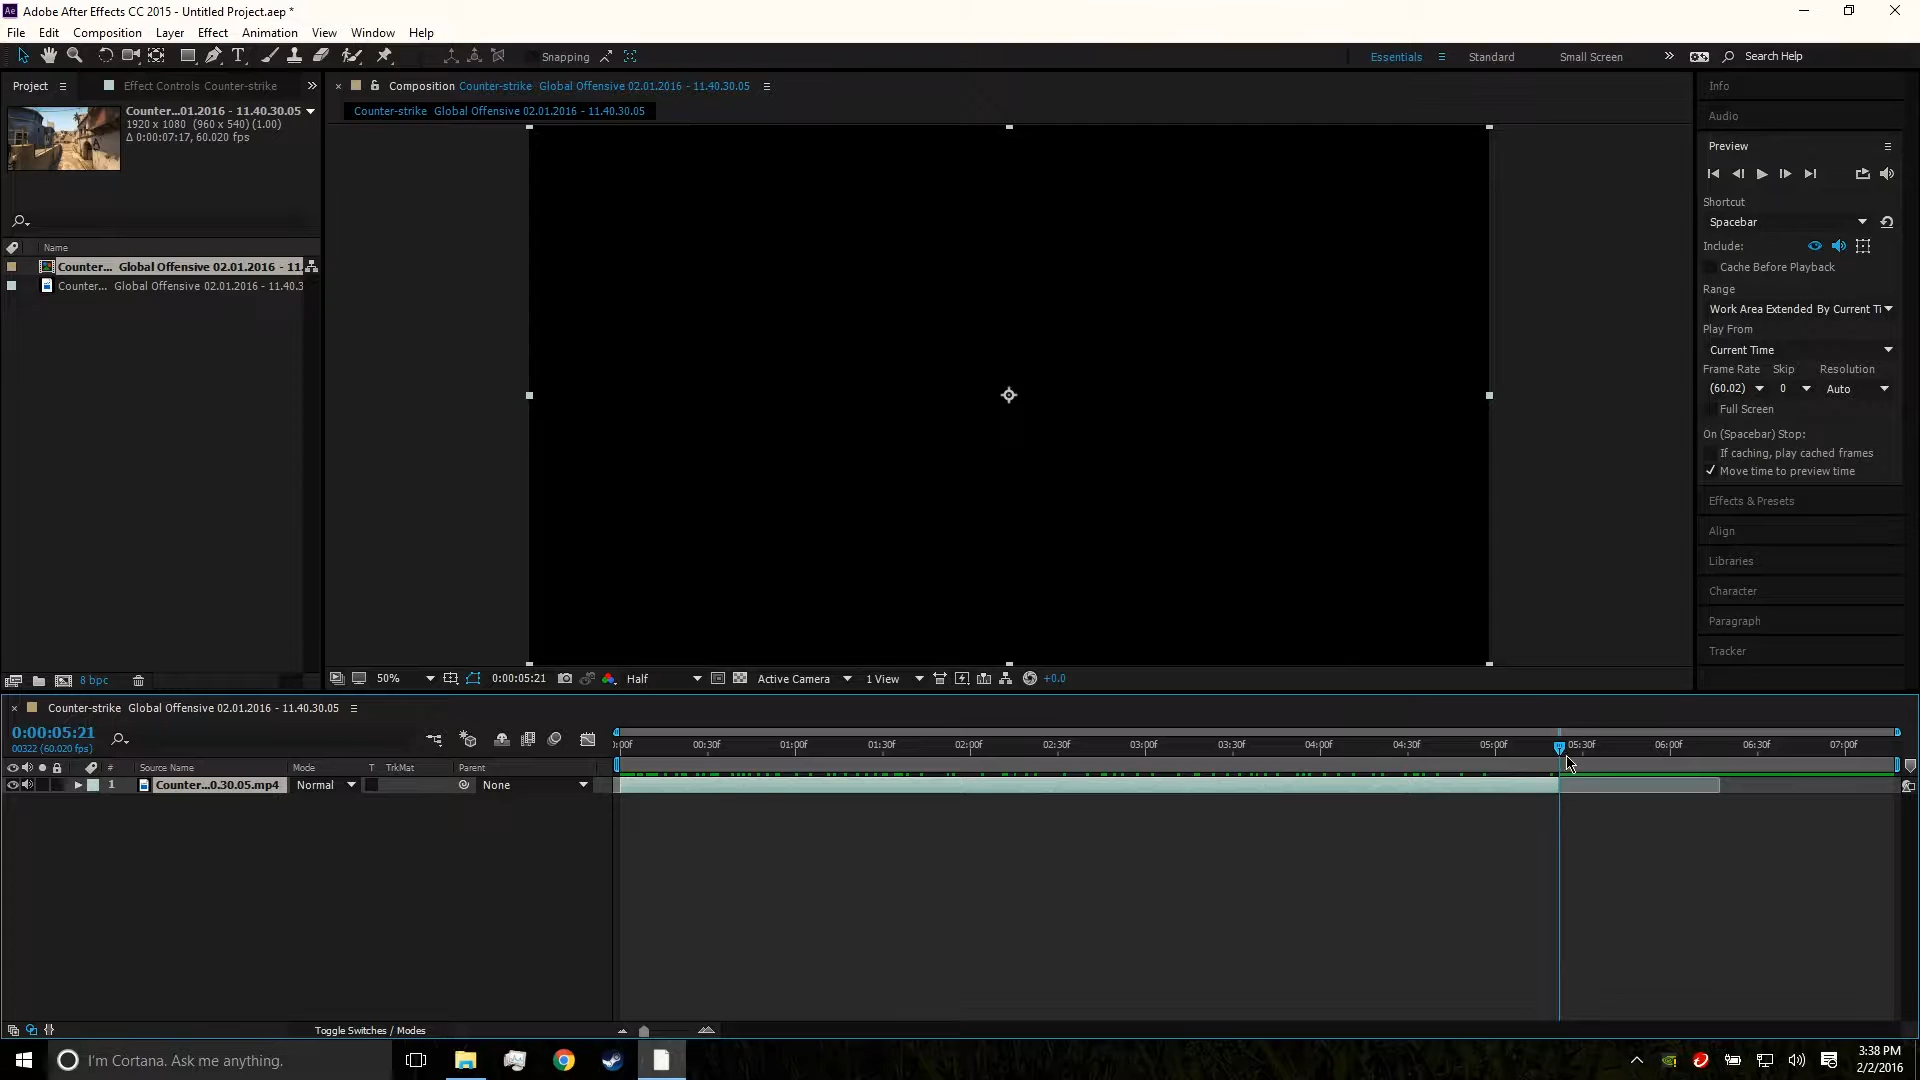 Ae Adobe After Effects CC 2015 - Untitled Project.aep *
File Edit Composition Layer Effect Animation View Window Help
Snapping Essentials Standard Small Screen Search Help
Project Effect Controls Counter-strike
Composition Counter-strike Global Offensive 02.01.2016 - 11.40.30.05
Counter-strike Global Offensive 02.01.2016 - 11.40.30.05
Counter...01.2016 - 11.40.30.05
1920 x 1080 (960 x 540) (1.00)
Δ 0:00:07:17, 60.020 fps
Name
Counter... Global Offensive 02.01.2016 - 11
Counter... Global Offensive 02.01.2016 - 11.40.3
8 bpc
50% 0:00:05:21 Half Active Camera 1 View +0.0
Info
Audio
Preview
Shortcut
Spacebar
Include:
Cache Before Playback
Range
Work Area Extended By Current Ti
Play From
Current Time
Frame Rate Skip Resolution
(60.02) 0 Auto
Full Screen
On (Spacebar) Stop:
If caching, play cached frames
Move time to preview time
Effects & Presets
Align
Libraries
Character
Paragraph
Tracker
Counter-strike Global Offensive 02.01.2016 - 11.40.30.05
0:00:05:21
00322 (60.020 fps)
:00f 00:30f 01:00f 01:30f 02:00f 02:30f 03:00f 03:30f 04:00f 04:30f 05:00f 05:30f 06:00f 06:30f 07:00f
# Source Name Mode T TrkMat Parent
1 Counter...0.30.05.mp4 Normal None
Toggle Switches / Modes
I'm Cortana. Ask me anything.
3:38 PM
2/2/2016